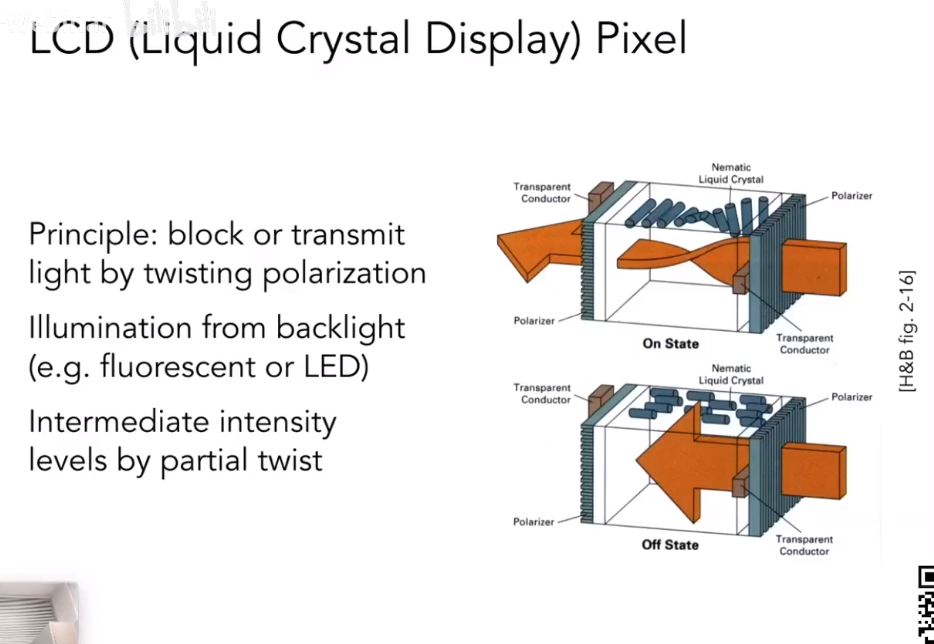 LCD (Liquid Crystal Display) Pixel
Principle: block or transmit
light by twisting polarization
Illumination from backlight
(e.g. fluorescent or LED)
Intermediate intensity
levels by partial twist
Nematic
Liquid Crystal
Transparent
Conductor
Polarizer
Polarizer
On State
Transparent
Conductor
Nematic
Liquid Crystal
Transparent
Conductor
Polarizer
Polarizer
Off State
Transparent
Conductor
[H&B fig. 2-16]
bilibili